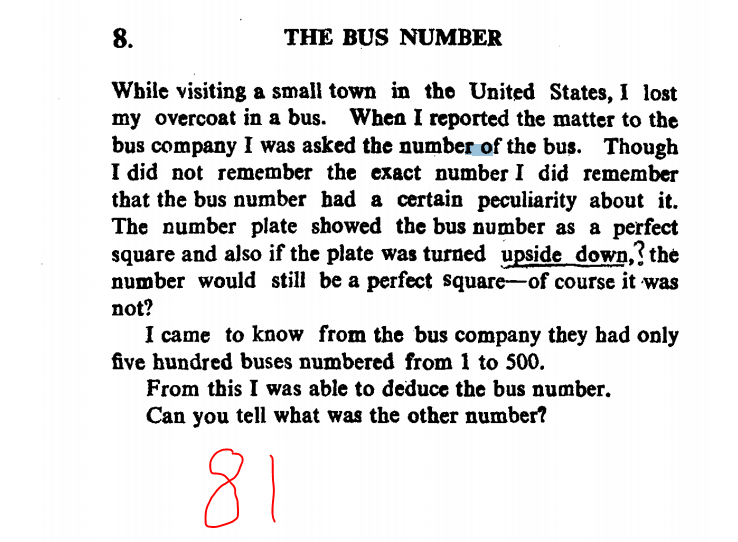 8. THE BUS NUMBER
While visiting a small town in the United States, I lost
my overcoat in a bus. When I reported the matter to the
bus company I was asked the number of the bus. Though
I did not remember the exact number I did remember
that the bus number had a certain peculiarity about it.
The number plate showed the bus number as a perfect
square and also if the plate was turned upside down,? the
number would still be a perfect square—of course it was
not?
I came to know from the bus company they had only
five hundred buses numbered from 1 to 500.
From this I was able to deduce the bus number.
Can you tell what was the other number?
81